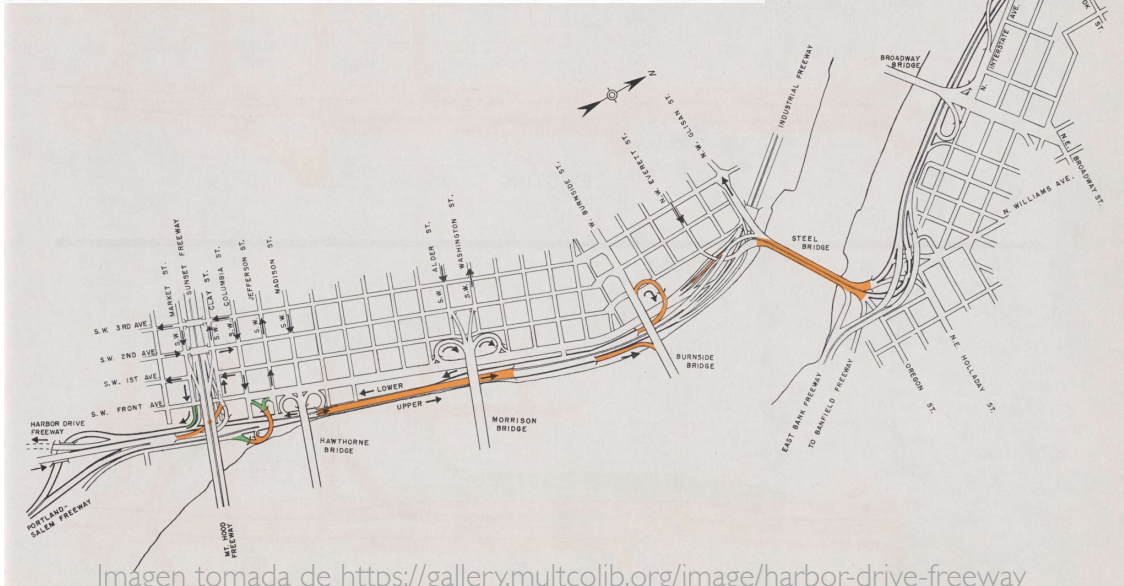 N
INDUSTRIAL FREEWAY
BROADWAY
BRIDGE
N. INTERSTATE AVE.
ST.
N.E. BROADWAY ST.
N. WILLIAMS AVE.
N.W. GLISAN ST.
N.W. EVERETT ST.
W. BURNSIDE ST.
STEEL
BRIDGE
S.W. WASHINGTON ST.
S.W. ALDER ST.
S.W. MADISON ST.
S.W. JEFFERSON ST.
S.W. COLUMBIA ST.
S.W. CLAY ST.
SUNSET FREEWAY
S.W. MARKET ST.
S.W. 3RD AVE.
S.W. 2ND AVE.
S.W. 1ST AVE.
S.W. FRONT AVE.
LOWER
UPPER
BURNSIDE
BRIDGE
MORRISON
BRIDGE
HAWTHORNE
BRIDGE
HARBOR DRIVE
FREEWAY
PORTLAND-
SALEM FREEWAY
MT. HOOD
FREEWAY
EAST BANK FREEWAY
TO BANFIELD FREEWAY
OREGON ST.
N.E. HOLLADAY ST.
Imagen tomada de https://gallery.multcolib.org/image/harbor-drive-freeway